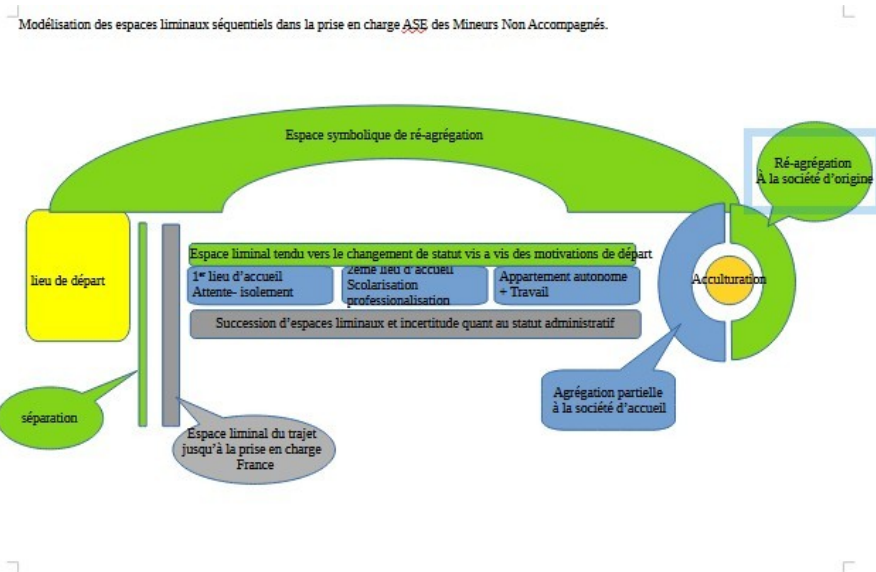 Modélisation des espaces liminaux séquentiels dans la prise en charge ASE des Mineurs Non Accompagnés.
Espace symbolique de ré-agrégation
Ré-agrégation
À la société d'origine
lieu de départ
Espace liminal tendu vers le changement de statut vis a vis des motivations de départ
1er lieu d'accueil
Attente- isolement
2ème lieu d'accueil
Scolarisation
professionalisation
Appartement autonome
+ Travail
Acculturation
Succession d'espaces liminaux et incertitude quant au statut administratif
Agrégation partielle
à la société d'accueil
séparation
Espace liminal du trajet
jusqu'à la prise en charge
France